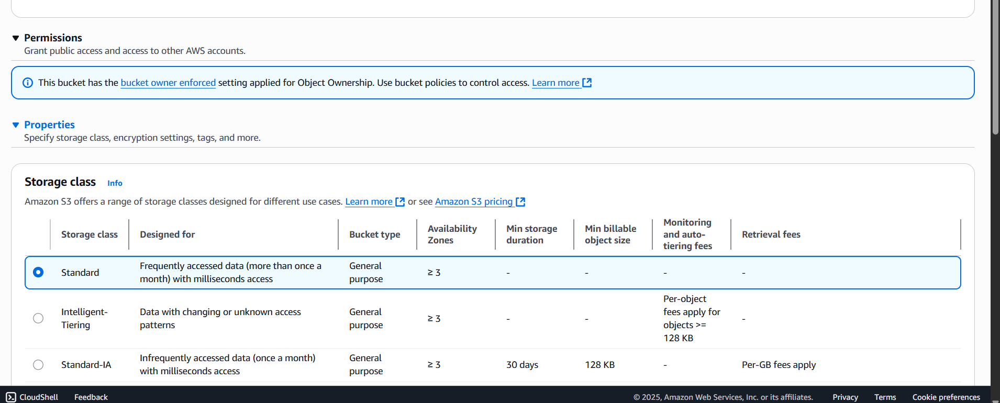 Permissions
Grant public access and access to other AWS accounts.
This bucket has the bucket owner enforced setting applied for Object Ownership. Use bucket policies to control access. Learn more
Properties
Specify storage class, encryption settings, tags, and more.
Storage class Info
Amazon S3 offers a range of storage classes designed for different use cases. Learn more or see Amazon S3 pricing
Storage class
Designed for
Bucket type
Availability
Zones
Min storage
duration
Min billable
object size
Monitoring
and auto-
tiering fees
Retrieval fees
Standard
Frequently accessed data (more than once a
month) with milliseconds access
General
purpose
≥ 3
-
-
-
-
Intelligent-
Tiering
Data with changing or unknown access
patterns
General
purpose
≥ 3
-
-
Per-object
fees apply for
objects >=
128 KB
-
Standard-IA
Infrequently accessed data (once a month)
with milliseconds access
General
purpose
≥ 3
30 days
128 KB
-
Per-GB fees apply
CloudShell Feedback © 2025, Amazon Web Services, Inc. or its affiliates. Privacy Terms Cookie preferences